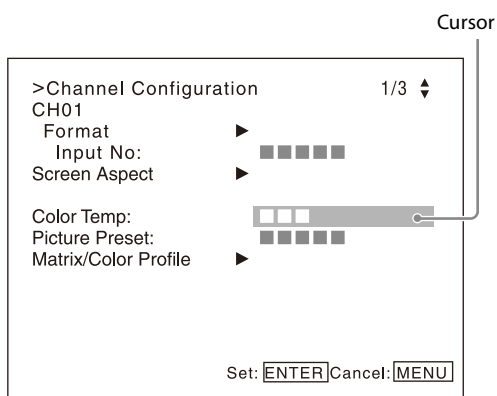 Cursor
>Channel Configuration 1/3
CH01
Format
Input No:
Screen Aspect
Color Temp:
Picture Preset:
Matrix/Color Profile
Set: ENTER Cancel: MENU